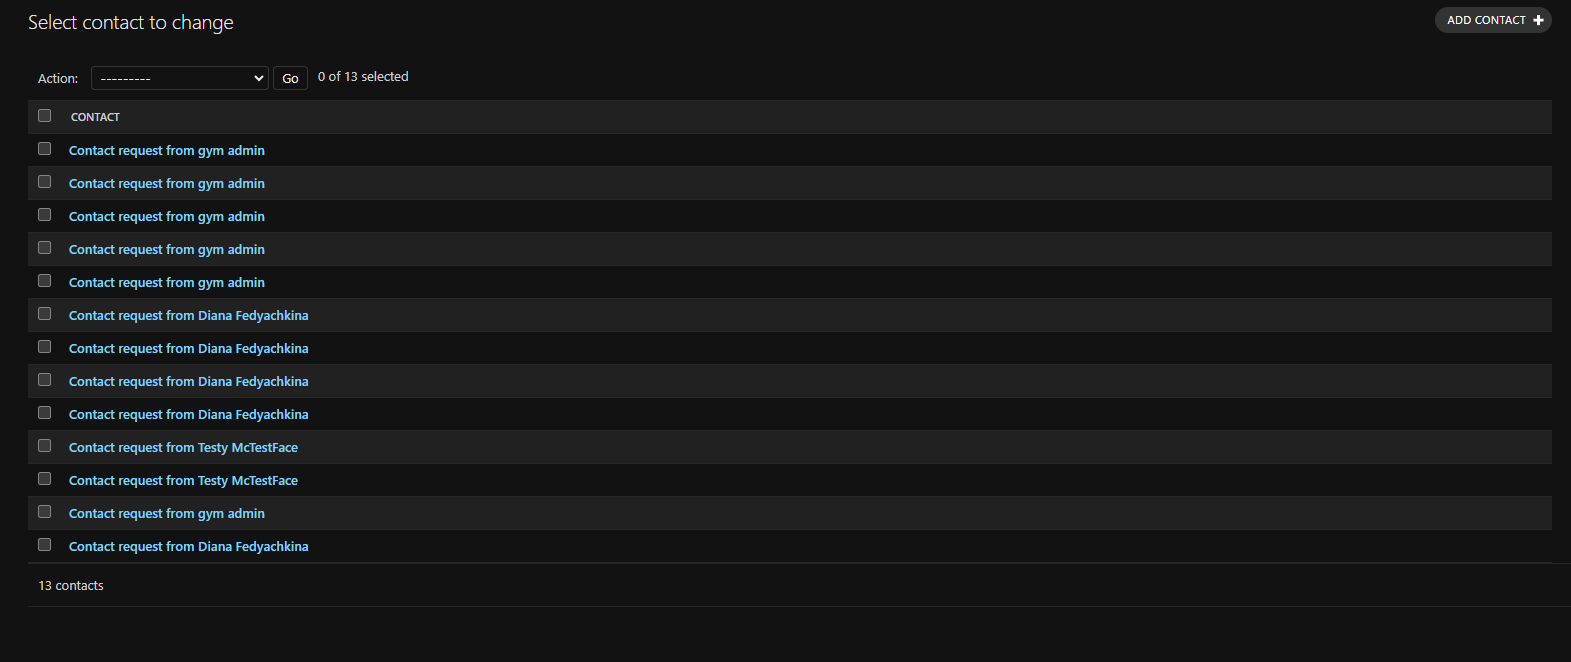 Select contact to change
ADD CONTACT +
Action: --------- Go 0 of 13 selected
CONTACT
Contact request from gym admin
Contact request from gym admin
Contact request from gym admin
Contact request from gym admin
Contact request from gym admin
Contact request from Diana Fedyachkina
Contact request from Diana Fedyachkina
Contact request from Diana Fedyachkina
Contact request from Diana Fedyachkina
Contact request from Testy McTestFace
Contact request from Testy McTestFace
Contact request from gym admin
Contact request from Diana Fedyachkina
13 contacts